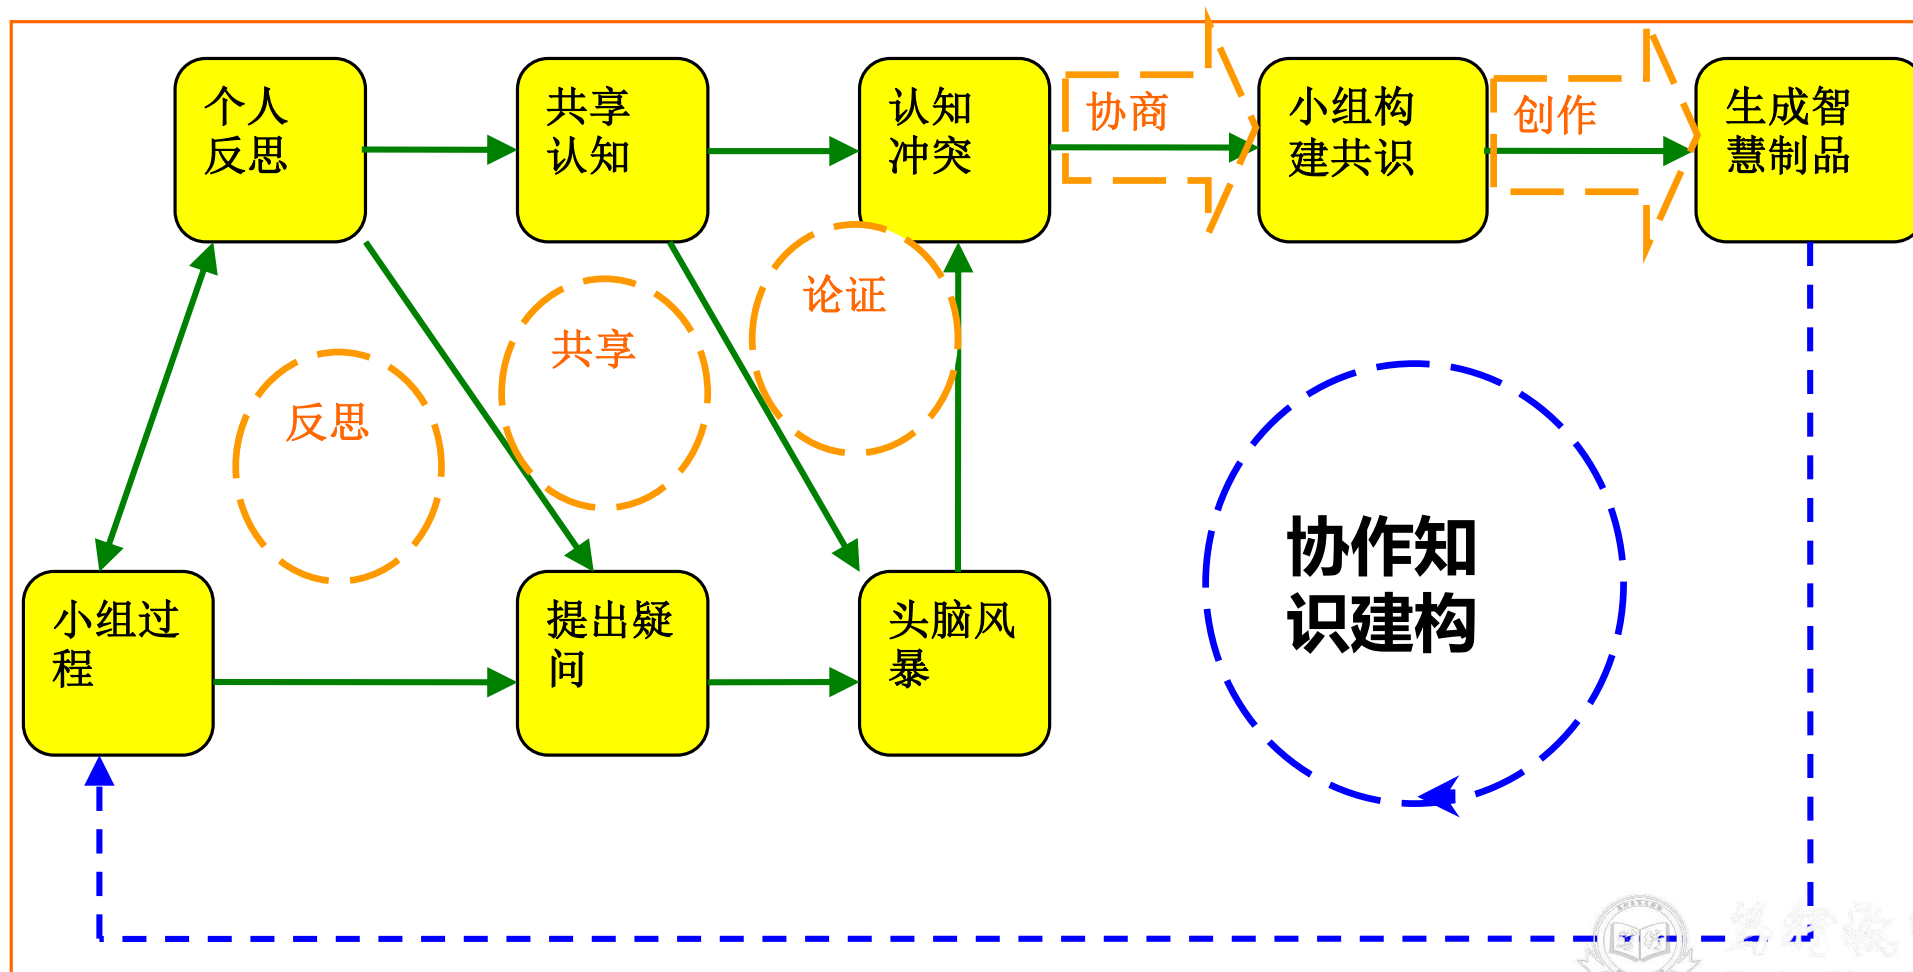 个人
反思
共享
认知
认知
冲突
协商
小组构
建共识
创作
生成智
慧制品
论证
共享
反思
小组过
程
提出疑
问
头脑风
暴
协作知
识建构